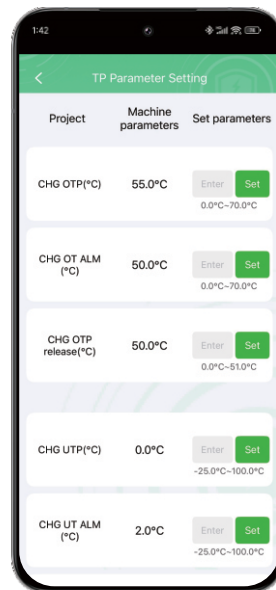 1:42
TP Parameter Setting
Project
Machine parameters
Set parameters
CHG OTP(°C)
55.0°C
Enter
Set
0.0°C~70.0°C
CHG OT ALM
(°C)
50.0°C
Enter
Set
0.0°C~70.0°C
CHG OTP
release(°C)
50.0°C
Enter
Set
0.0°C~51.0°C
CHG UTP(°C)
0.0°C
Enter
Set
-25.0°C~100.0°C
CHG UT ALM
(°C)
2.0°C
Enter
Set
-25.0°C~100.0°C